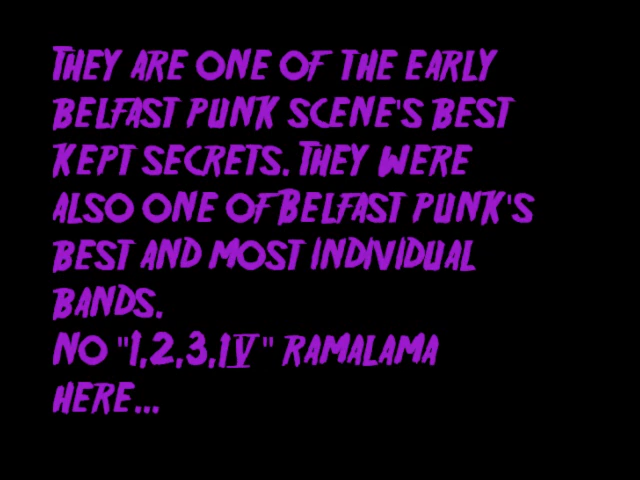 THEY ARE ONE OF THE EARLY
BELFAST PUNK SCENE'S BEST
KEPT SECRETS. THEY WERE
ALSO ONE OF BELFAST PUNK'S
BEST AND MOST INDIVIDUAL
BANDS.
NO "1,2,3,1V" RAMALAMA
HERE...